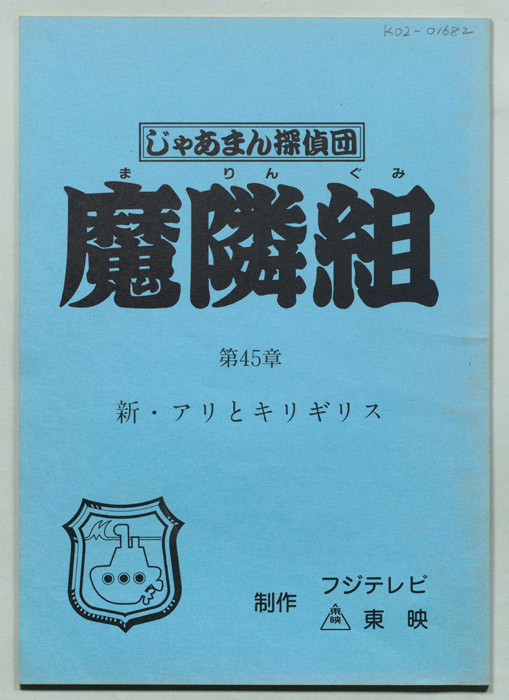 K02-01682
じゃあまん探偵団
まりんぐみ
魔隣組
第45章
新・アリとキリギリス
制作 フジテレビ
東映 東映